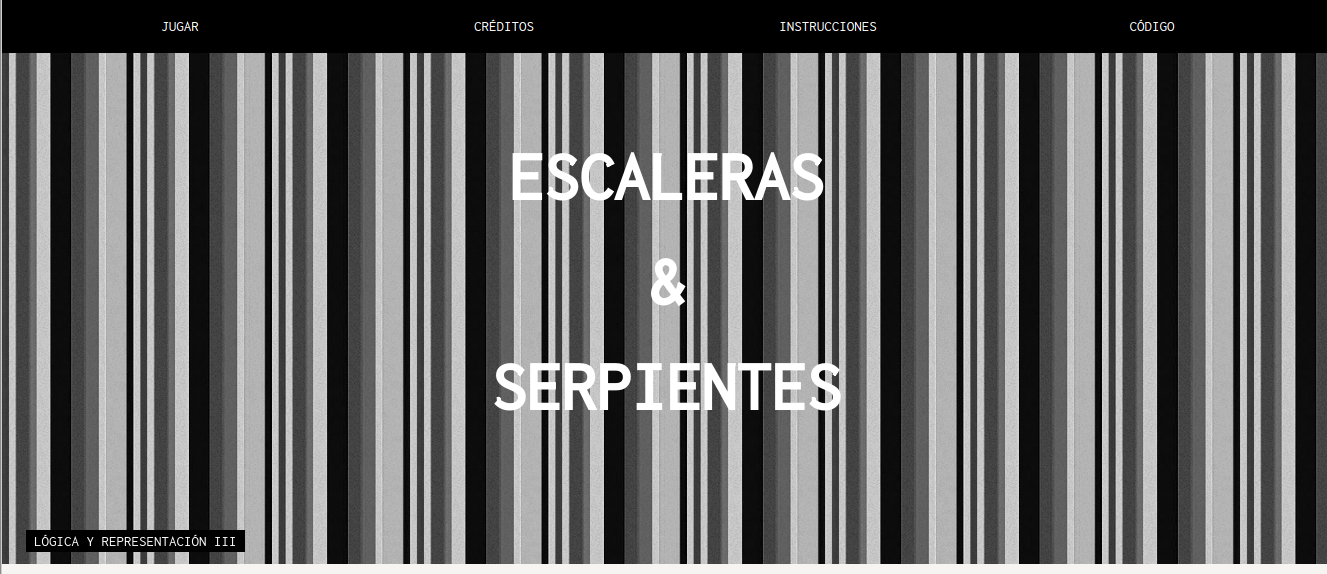 JUGAR CRÉDITOS INSTRUCCIONES CÓDIGO
ESCALERAS
&
SERPIENTES
LÓGICA Y REPRESENTACIÓN III